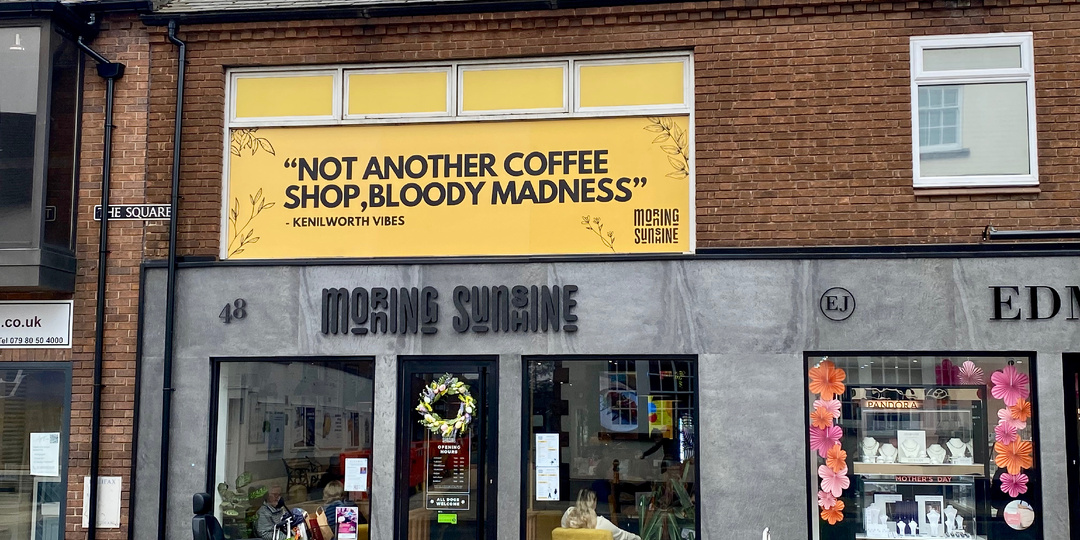 “NOT ANOTHER COFFEE
SHOP,BLOODY MADNESS”
- KENILWORTH VIBES
MORNING
SUNSHINE
THE SQUARE
48
MORNING SUNSHINE
EJ
EDM
.co.uk
Tel 079 80 50 4000
OPENING
HOURS
ALL DOGS
WELCOME
PANDORA
MOTHER'S DAY